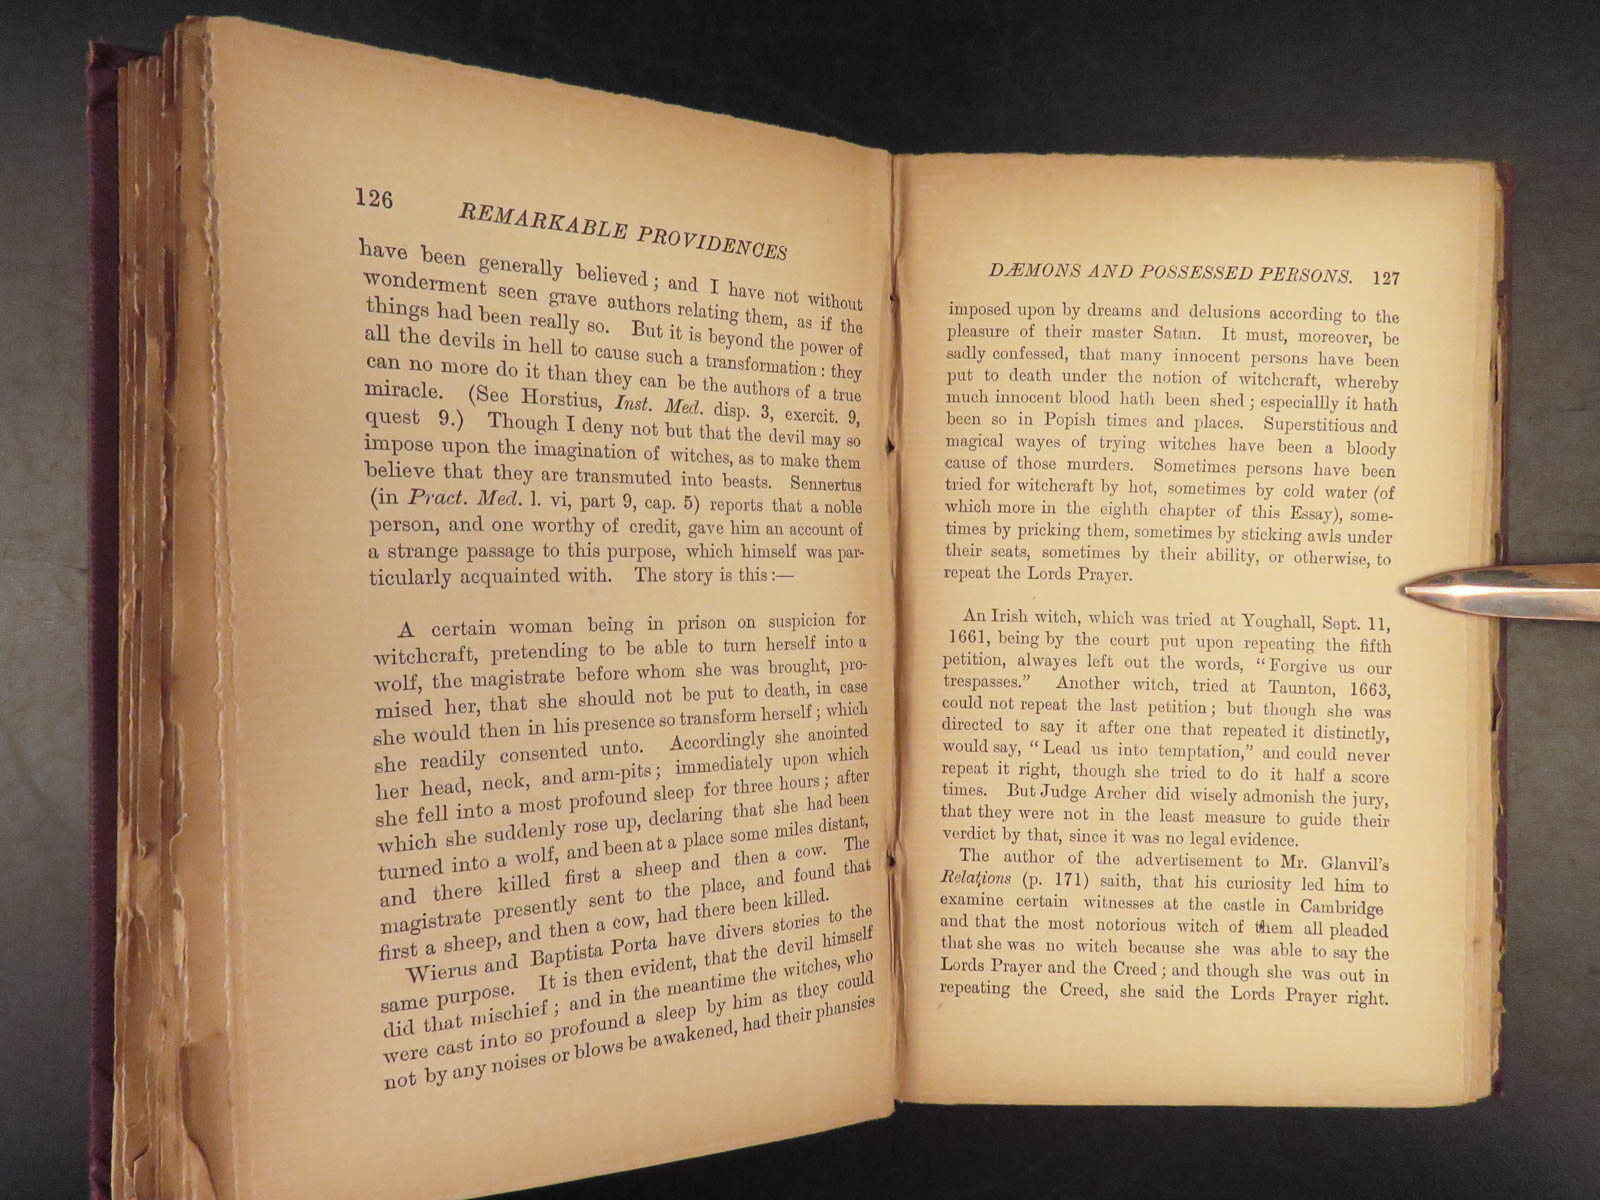 126
REMARKABLE PROVIDENCES
have been generally believed; and I have not without
wonderment seen grave authors relating them, as if the
things had been really so. But it is beyond the power of
all the devils in hell to cause such a transformation: they
can no more do it than they can be the authors of a true
miracle. (See Horstius, Inst. Med. disp. 3, exercit. 9,
quest 9.) Though I deny not but that the devil may so
impose upon the imagination of witches, as to make them
believe that they are transmuted into beasts. Sennertus
(in Pract. Med. l. vi, part 9, cap. 5) reports that a noble
person, and one worthy of credit, gave him an account of
a strange passage to this purpose, which himself was par-
ticularly acquainted with. The story is this:—
A certain woman being in prison on suspicion for
witchcraft, pretending to be able to turn herself into a
wolf, the magistrate before whom she was brought, pro-
mised her, that she should not be put to death, in case
she would then in his presence so transform herself; which
she readily consented unto. Accordingly she anointed
her head, neck, and arm-pits; immediately upon which
she fell into a most profound sleep for three hours; after
which she suddenly rose up, declaring that she had been
turned into a wolf, and been at a place some miles distant,
and there killed first a sheep and then a cow. The
magistrate presently sent to the place, and found that
first a sheep, and then a cow, had there been killed.
Wierus and Baptista Porta have divers stories to the
same purpose. It is then evident, that the devil himself
did that mischief; and in the meantime the witches, who
were cast into so profound a sleep by him as they could
not by any noises or blows be awakened, had their phansies
DÆMONS AND POSSESSED PERSONS. 127
imposed upon by dreams and delusions according to the
pleasure of their master Satan. It must, moreover, be
sadly confessed, that many innocent persons have been
put to death under the notion of witchcraft, whereby
much innocent blood hath been shed; especiallly it hath
been so in Popish times and places. Superstitious and
magical wayes of trying witches have been a bloody
cause of those murders. Sometimes persons have been
tried for witchcraft by hot, sometimes by cold water (of
which more in the eighth chapter of this Essay), some-
times by pricking them, sometimes by sticking awls under
their seats, sometimes by their ability, or otherwise, to
repeat the Lords Prayer.
An Irish witch, which was tried at Youghall, Sept. 11,
1661, being by the court put upon repeating the fifth
petition, alwayes left out the words, "Forgive us our
trespasses." Another witch, tried at Taunton, 1663,
could not repeat the last petition; but though she was
directed to say it after one that repeated it distinctly,
would say, "Lead us into temptation," and could never
repeat it right, though she tried to do it half a score
times. But Judge Archer did wisely admonish the jury,
that they were not in the least measure to guide their
verdict by that, since it was no legal evidence.
The author of the advertisement to Mr. Glanvil's
Relations (p. 171) saith, that his curiosity led him to
examine certain witnesses at the castle in Cambridge
and that the most notorious witch of them all pleaded
that she was no witch because she was able to say the
Lords Prayer and the Creed; and though she was out in
repeating the Creed, she said the Lords Prayer right.